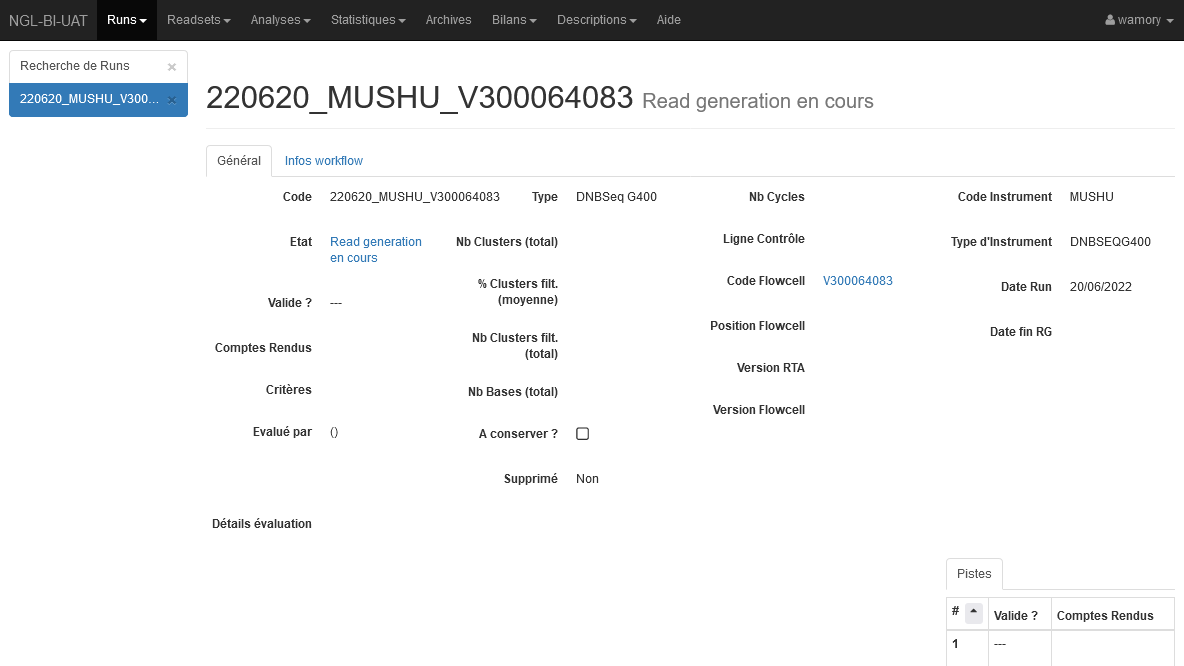 NGL-BI-UAT Runs Readsets Analyses Statistiques Archives Bilans Descriptions Aide wamory
Recherche de Runs ×
220620_MUSHU_V300... ×
220620_MUSHU_V300064083 Read generation en cours
Général Infos workflow
Code 220620_MUSHU_V300064083
Etat Read generation
en cours
Valide ? ---
Comptes Rendus
Critères
Evalué par ()
Détails évaluation
Type DNBSeq G400
Nb Clusters (total)
% Clusters filt.
(moyenne)
Nb Clusters filt.
(total)
Nb Bases (total)
A conserver ?
Supprimé Non
Nb Cycles
Ligne Contrôle
Code Flowcell V300064083
Position Flowcell
Version RTA
Version Flowcell
Code Instrument MUSHU
Type d'Instrument DNBSEQG400
Date Run 20/06/2022
Date fin RG
Pistes
# Valide ? Comptes Rendus
1 ---